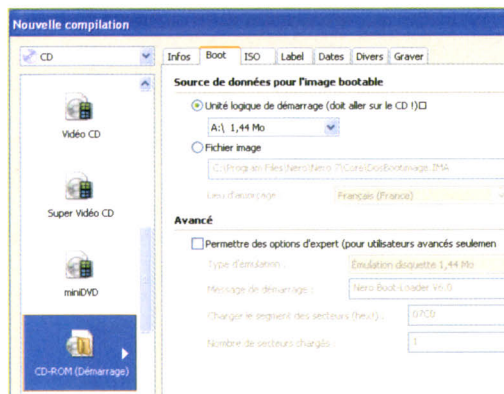 Nouvelle compilation
CD
Infos Boot ISO Label Dates Divers Graver
Source de données pour l'image bootable
Unité logique de démarrage (doit aller sur le CD !)
A:\ 1,44 Mo
Fichier image
C:\Program Files\Nero\Nero 7\Core\DosBootimage.IMA
Lieu d'amorçage : Français (France)
Avancé
Permettre des options d'expert (pour utilisateurs avancés seulemen
Type d'émulation : Emulation disquette 1,44 Mo
Message de démarrage : Nero Boot-Loader V6.0
Charger le segment des secteurs (hex) : 07C0
Nombre de secteurs chargés : 1
Vidéo CD
Super Vidéo CD
miniDVD
CD-ROM (Démarrage)